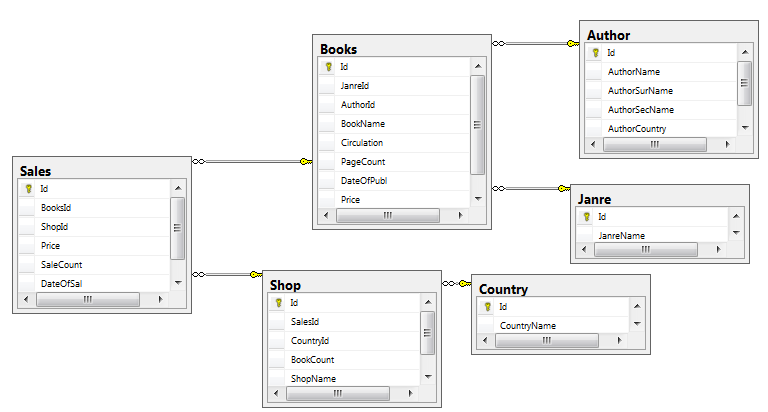 Books
Id
JanreId
AuthorId
BookName
Circulation
PageCount
DateOfPubl
Price
Author
Id
AuthorName
AuthorSurName
AuthorSecName
AuthorCountry
Sales
Id
BooksId
ShopId
Price
SaleCount
DateOfSal
Janre
Id
JanreName
Shop
Id
SalesId
CountryId
BookCount
ShopName
Country
Id
CountryName